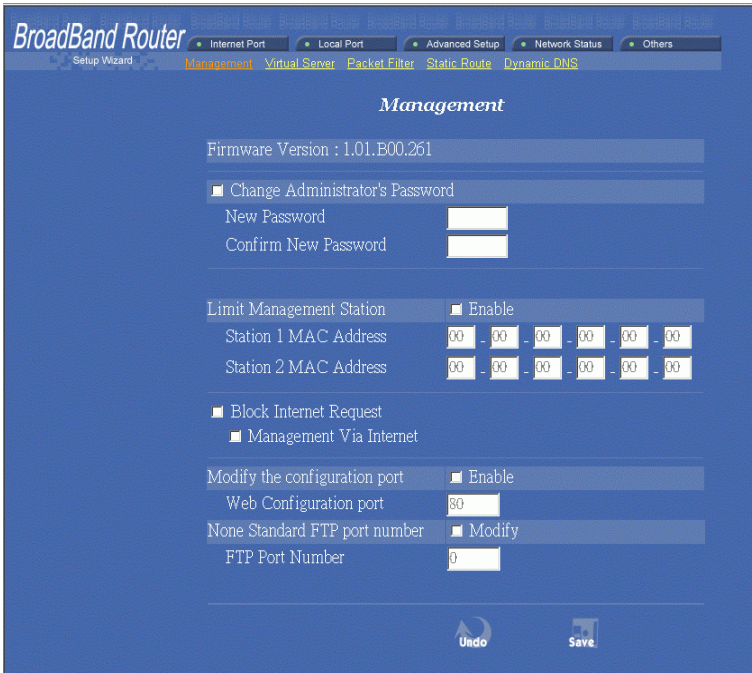 BroadBand Router
Setup Wizard
Internet Port Local Port Advanced Setup Network Status Others
Management Virtual Server Packet Filter Static Route Dynamic DNS
Management
Firmware Version : 1.01.B00.261
Change Administrator's Password
New Password
Confirm New Password
Limit Management Station Enable
Station 1 MAC Address 00 - 00 - 00 - 00 - 00 - 00
Station 2 MAC Address 00 - 00 - 00 - 00 - 00 - 00
Block Internet Request
Management Via Internet
Modify the configuration port Enable
Web Configuration port 80
None Standard FTP port number Modify
FTP Port Number 0
Undo Save